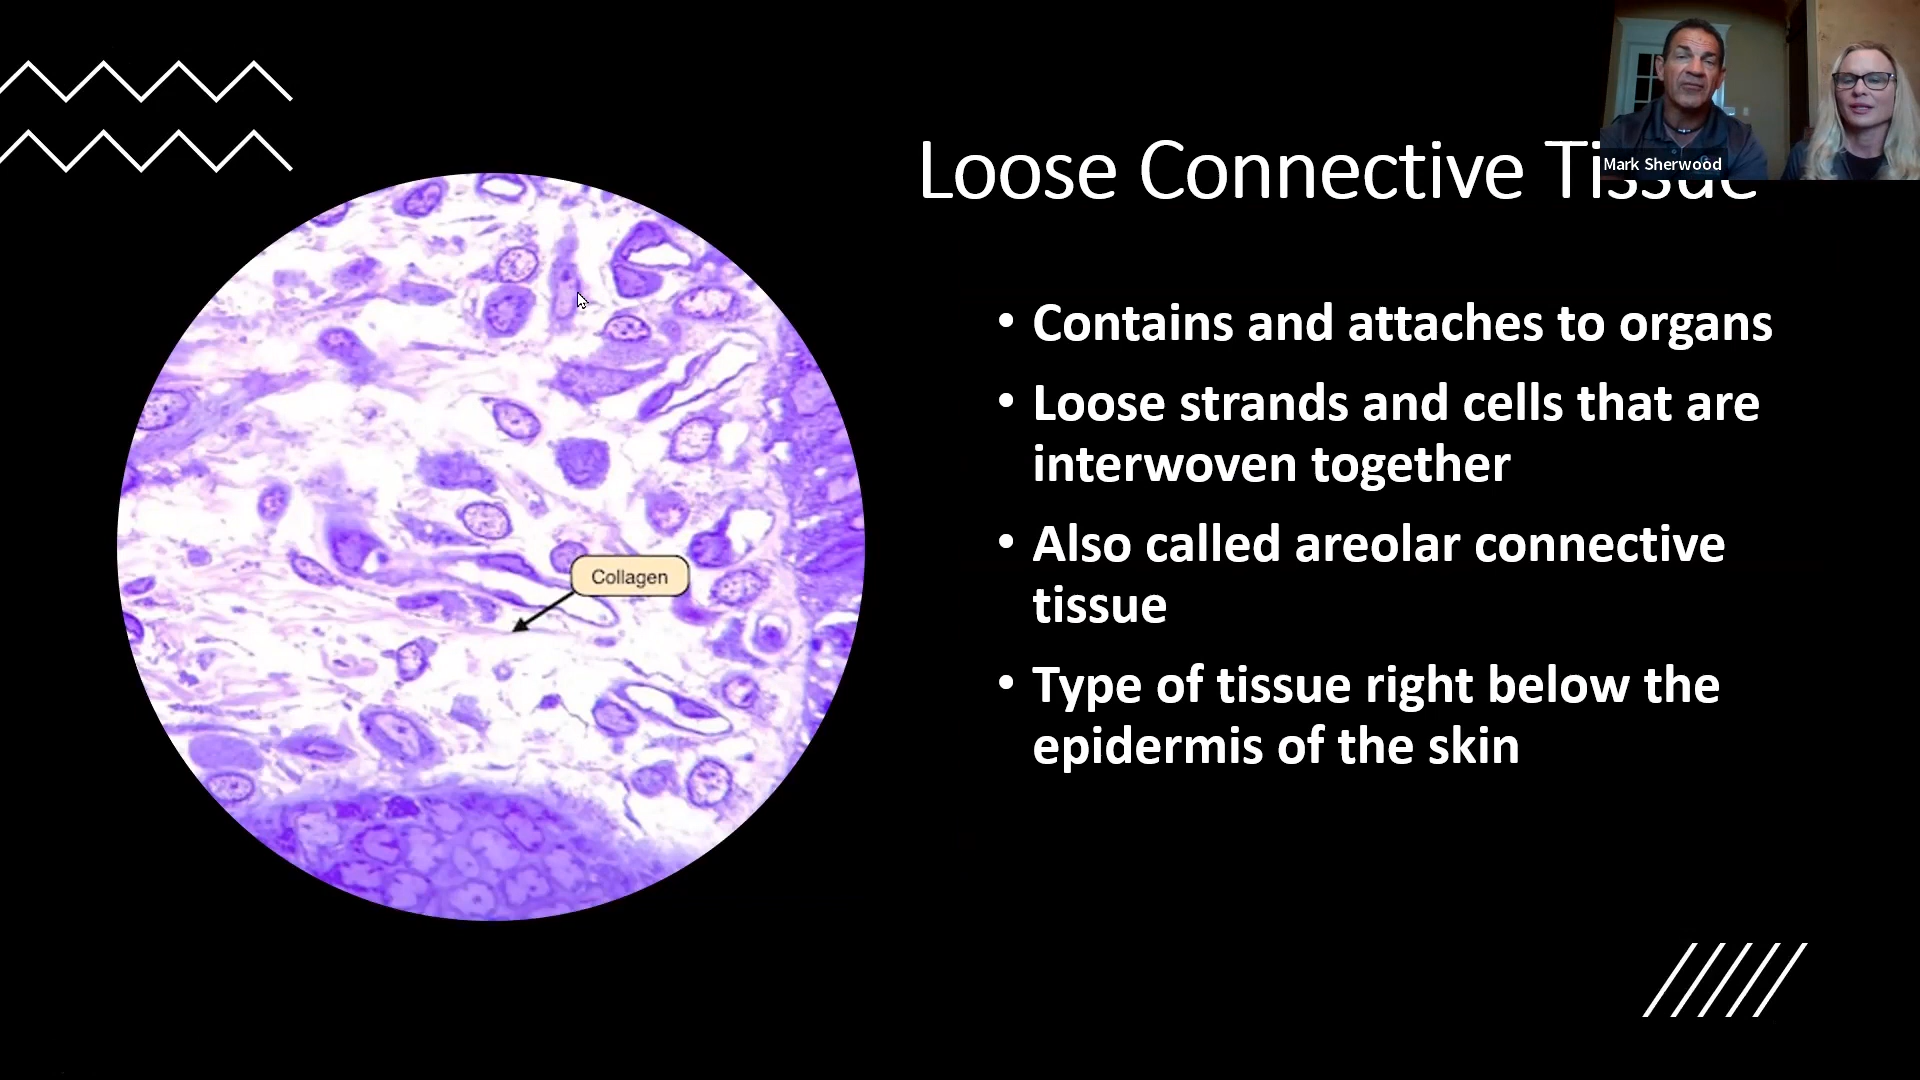 Loose Connective Tissue
Mark Sherwood
• Contains and attaches to organs
• Loose strands and cells that are
interwoven together
• Also called areolar connective
tissue
• Type of tissue right below the
epidermis of the skin
Collagen